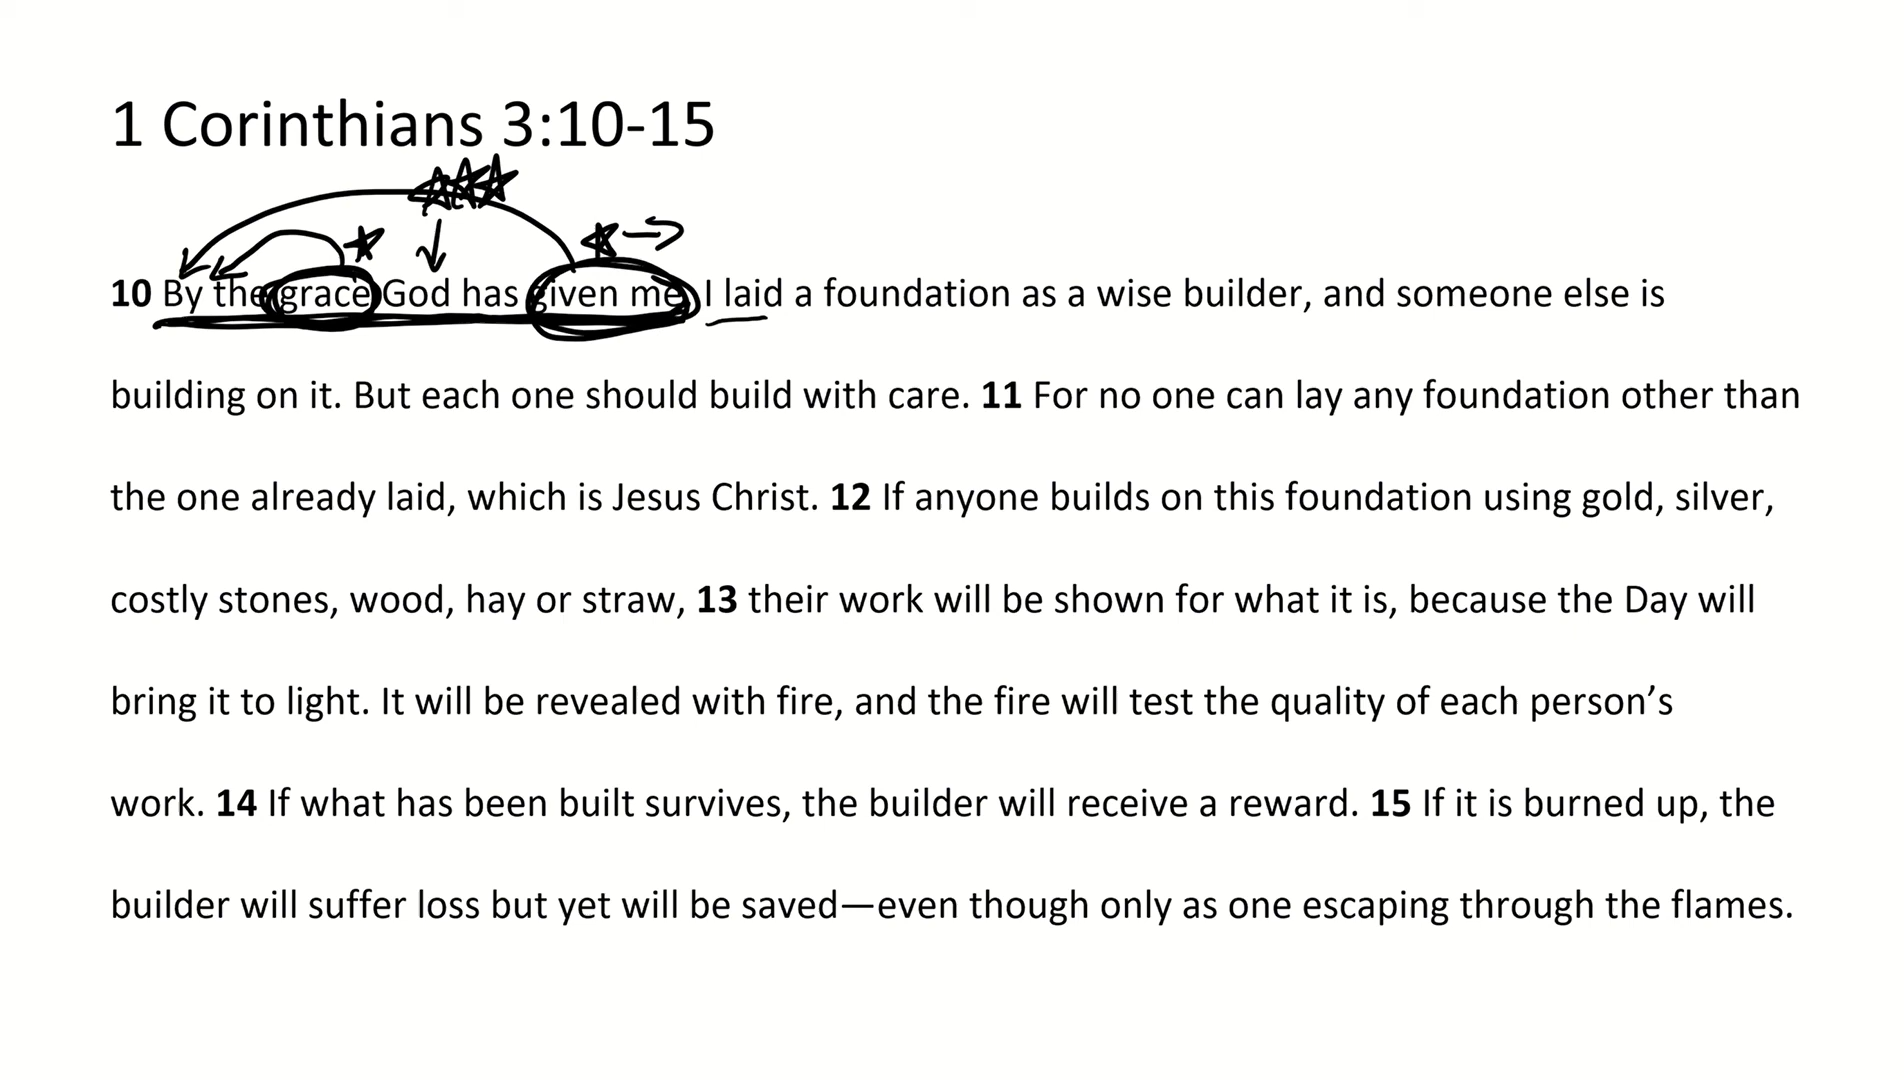 1 Corinthians 3:10-15
10 By the grace God has given me, I laid a foundation as a wise builder, and someone else is
building on it. But each one should build with care. 11 For no one can lay any foundation other than
the one already laid, which is Jesus Christ. 12 If anyone builds on this foundation using gold, silver,
costly stones, wood, hay or straw, 13 their work will be shown for what it is, because the Day will
bring it to light. It will be revealed with fire, and the fire will test the quality of each person’s
work. 14 If what has been built survives, the builder will receive a reward. 15 If it is burned up, the
builder will suffer loss but yet will be saved—even though only as one escaping through the flames.